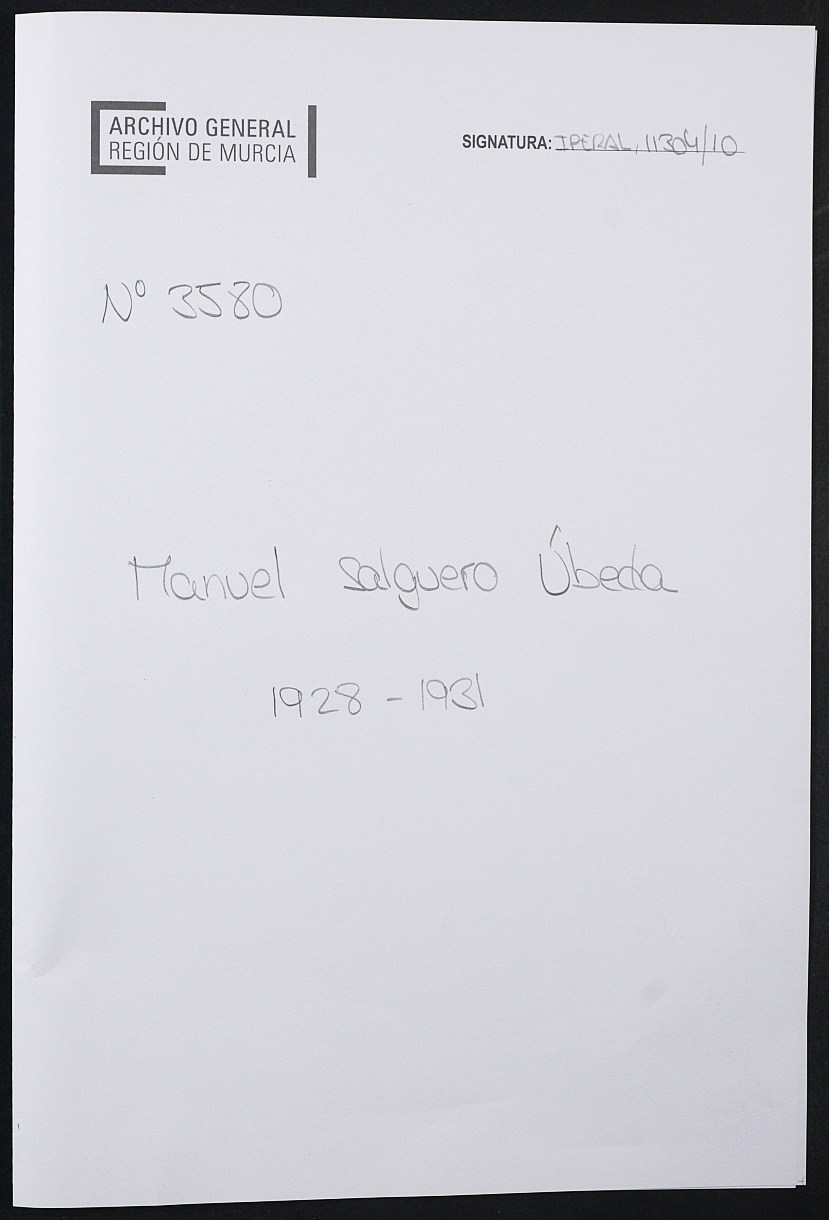 ARCHIVO GENERAL
REGIÓN DE MURCIA
SIGNATURA: IPERAL, 11304/10
Nº 3580
Manuel Salguero Úbeda
1928 - 1931